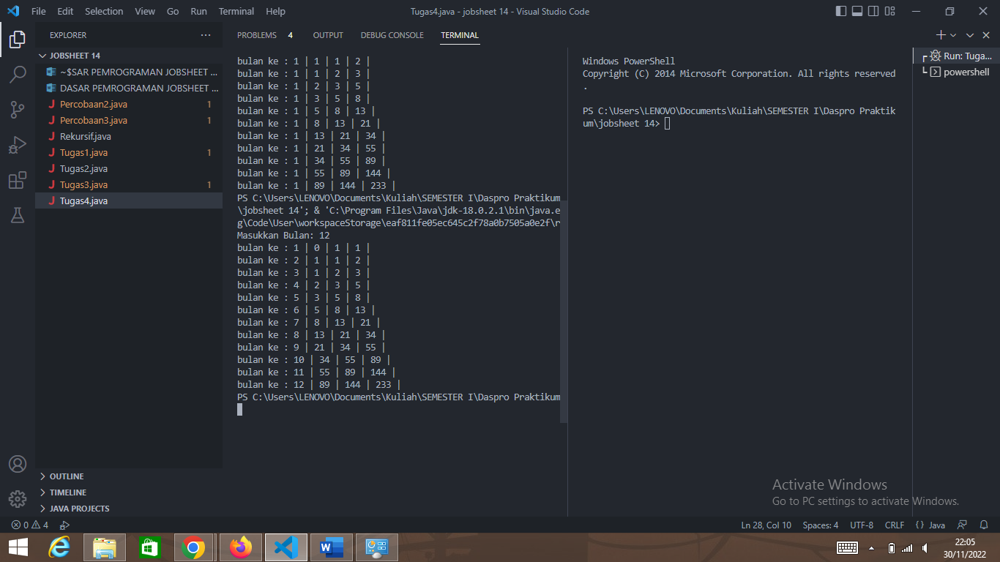 File Edit Selection View Go Run Terminal Help
Tugas4.java - jobsheet 14 - Visual Studio Code
EXPLORER
JOBSHEET 14
~$SAR PEMROGRAMAN JOBSHEET ...
DASAR PEMROGRAMAN JOBSHEET ...
J Percobaan2.java 1
J Percobaan3.java 1
J Rekursif.java
J Tugas1.java 1
J Tugas2.java
J Tugas3.java 1
J Tugas4.java
OUTLINE
TIMELINE
JAVA PROJECTS
PROBLEMS 4 OUTPUT DEBUG CONSOLE TERMINAL
bulan ke : 1 | 1 | 1 | 2 |
bulan ke : 1 | 1 | 2 | 3 |
bulan ke : 1 | 2 | 3 | 5 |
bulan ke : 1 | 3 | 5 | 8 |
bulan ke : 1 | 5 | 8 | 13 |
bulan ke : 1 | 8 | 13 | 21 |
bulan ke : 1 | 13 | 21 | 34 |
bulan ke : 1 | 21 | 34 | 55 |
bulan ke : 1 | 34 | 55 | 89 |
bulan ke : 1 | 55 | 89 | 144 |
bulan ke : 1 | 89 | 144 | 233 |
PS C:\Users\LENOVO\Documents\Kuliah\SEMESTER I\Daspro Praktikum
\jobsheet 14'; & 'C:\Program Files\Java\jdk-18.0.2.1\bin\java.e
g\Code\User\workspaceStorage\eaf811fe05ec645c2f78a0b7505a0e2f\r
Masukkan Bulan: 12
bulan ke : 1 | 0 | 1 | 1 |
bulan ke : 2 | 1 | 1 | 2 |
bulan ke : 3 | 1 | 2 | 3 |
bulan ke : 4 | 2 | 3 | 5 |
bulan ke : 5 | 3 | 5 | 8 |
bulan ke : 6 | 5 | 8 | 13 |
bulan ke : 7 | 8 | 13 | 21 |
bulan ke : 8 | 13 | 21 | 34 |
bulan ke : 9 | 21 | 34 | 55 |
bulan ke : 10 | 34 | 55 | 89 |
bulan ke : 11 | 55 | 89 | 144 |
bulan ke : 12 | 89 | 144 | 233 |
PS C:\Users\LENOVO\Documents\Kuliah\SEMESTER I\Daspro Praktikum
Windows PowerShell
Copyright (C) 2014 Microsoft Corporation. All rights reserved
.
PS C:\Users\LENOVO\Documents\Kuliah\SEMESTER I\Daspro Praktik
um\jobsheet 14>
Run: Tuga...
powershell
Activate Windows
Go to PC settings to activate Windows.
0 4
Ln 28, Col 10 Spaces: 4 UTF-8 CRLF {} Java
22:05
30/11/2022